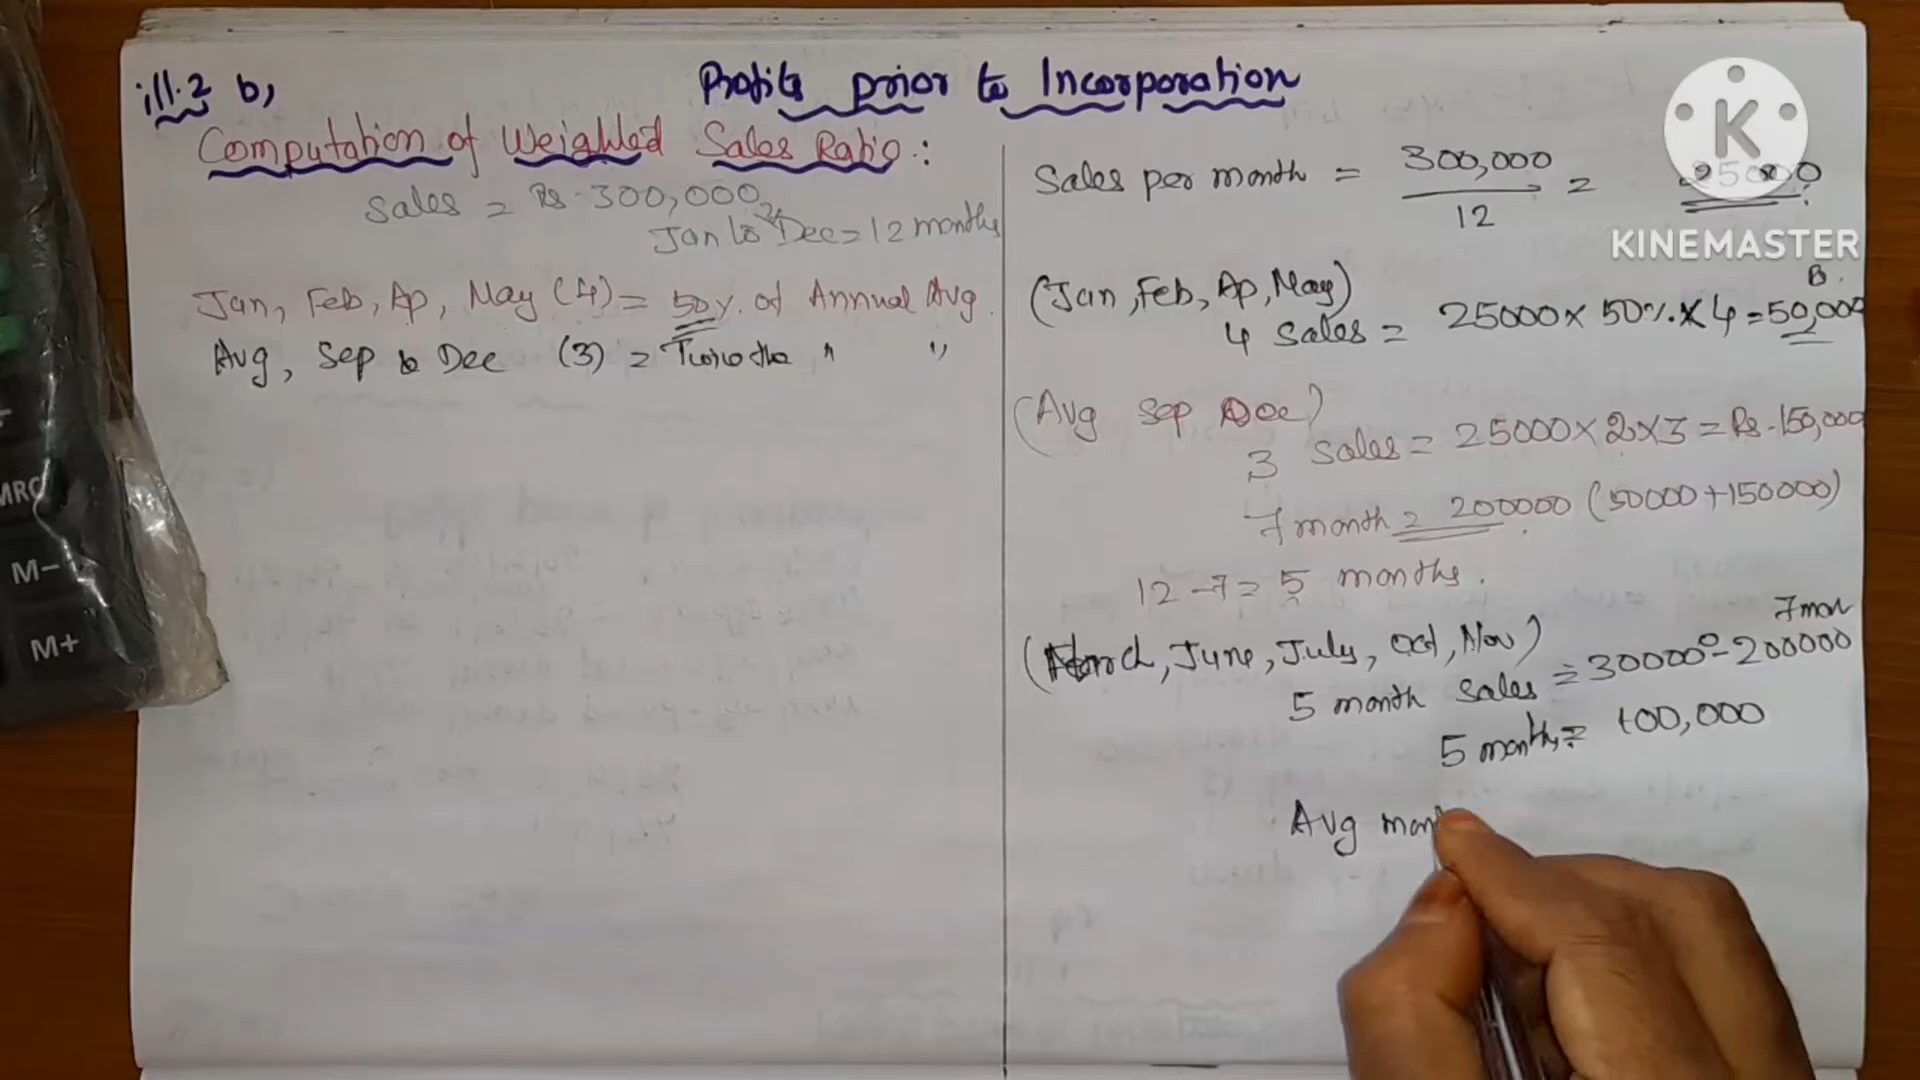 ill.2 b,
Profits prior to Incorporation
Computation of Weighted Sales Ratio :
Sales = Rs. 300,000
Jan to Dec = 12 months
Jan, Feb, Ap, May (4) = 50% of Annual Avg.
Aug, Sep & Dec (3) = Twice the " "
Sales per month = 300,000 / 12 = 25000
(Jan, Feb, Ap, May)
4 Sales = 25000 × 50% × 4 = 50,000
(Aug Sep Dec)
3 Sales = 25000 × 2 × 3 = Rs. 150,000
7 month = 200000 (50000 + 150000)
12 - 7 = 5 months.
(March, June, July, Oct, Nov)
7 mon
5 month Sales = 300000 - 200000
5 months = 100,000
Avg mon
K
KINEMASTER
MRC
M-
M+